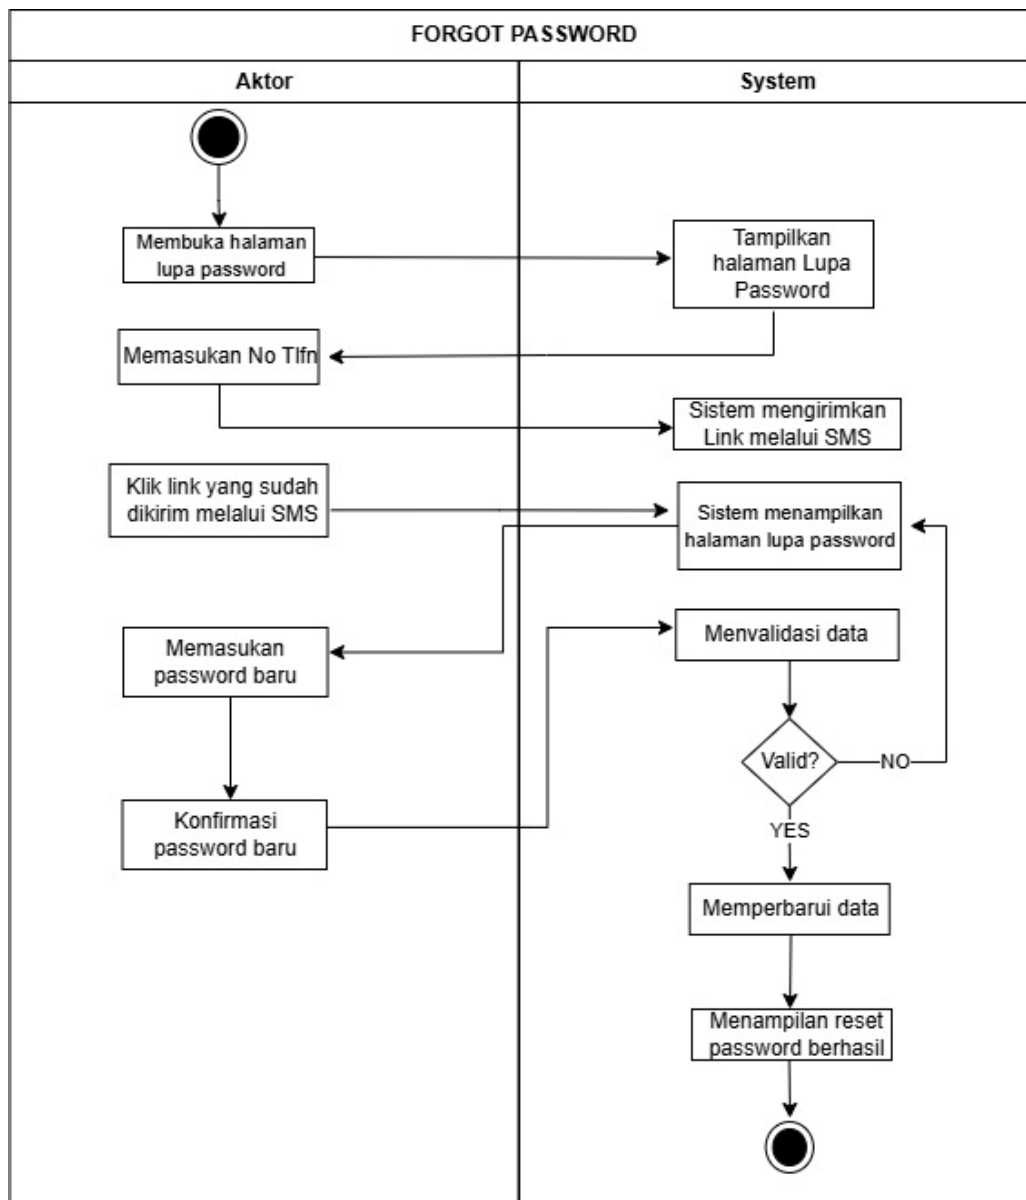 FORGOT PASSWORD
Aktor
System
Membuka halaman
lupa password
Tampilkan
halaman Lupa
Password
Memasukan No Tlfn
Sistem mengirimkan
Link melalui SMS
Klik link yang sudah
dikirim melalui SMS
Sistem menampilkan
halaman lupa password
Memasukan
password baru
Menvalidasi data
Valid?
NO
Konfirmasi
password baru
YES
Memperbarui data
Menampilan reset
password berhasil